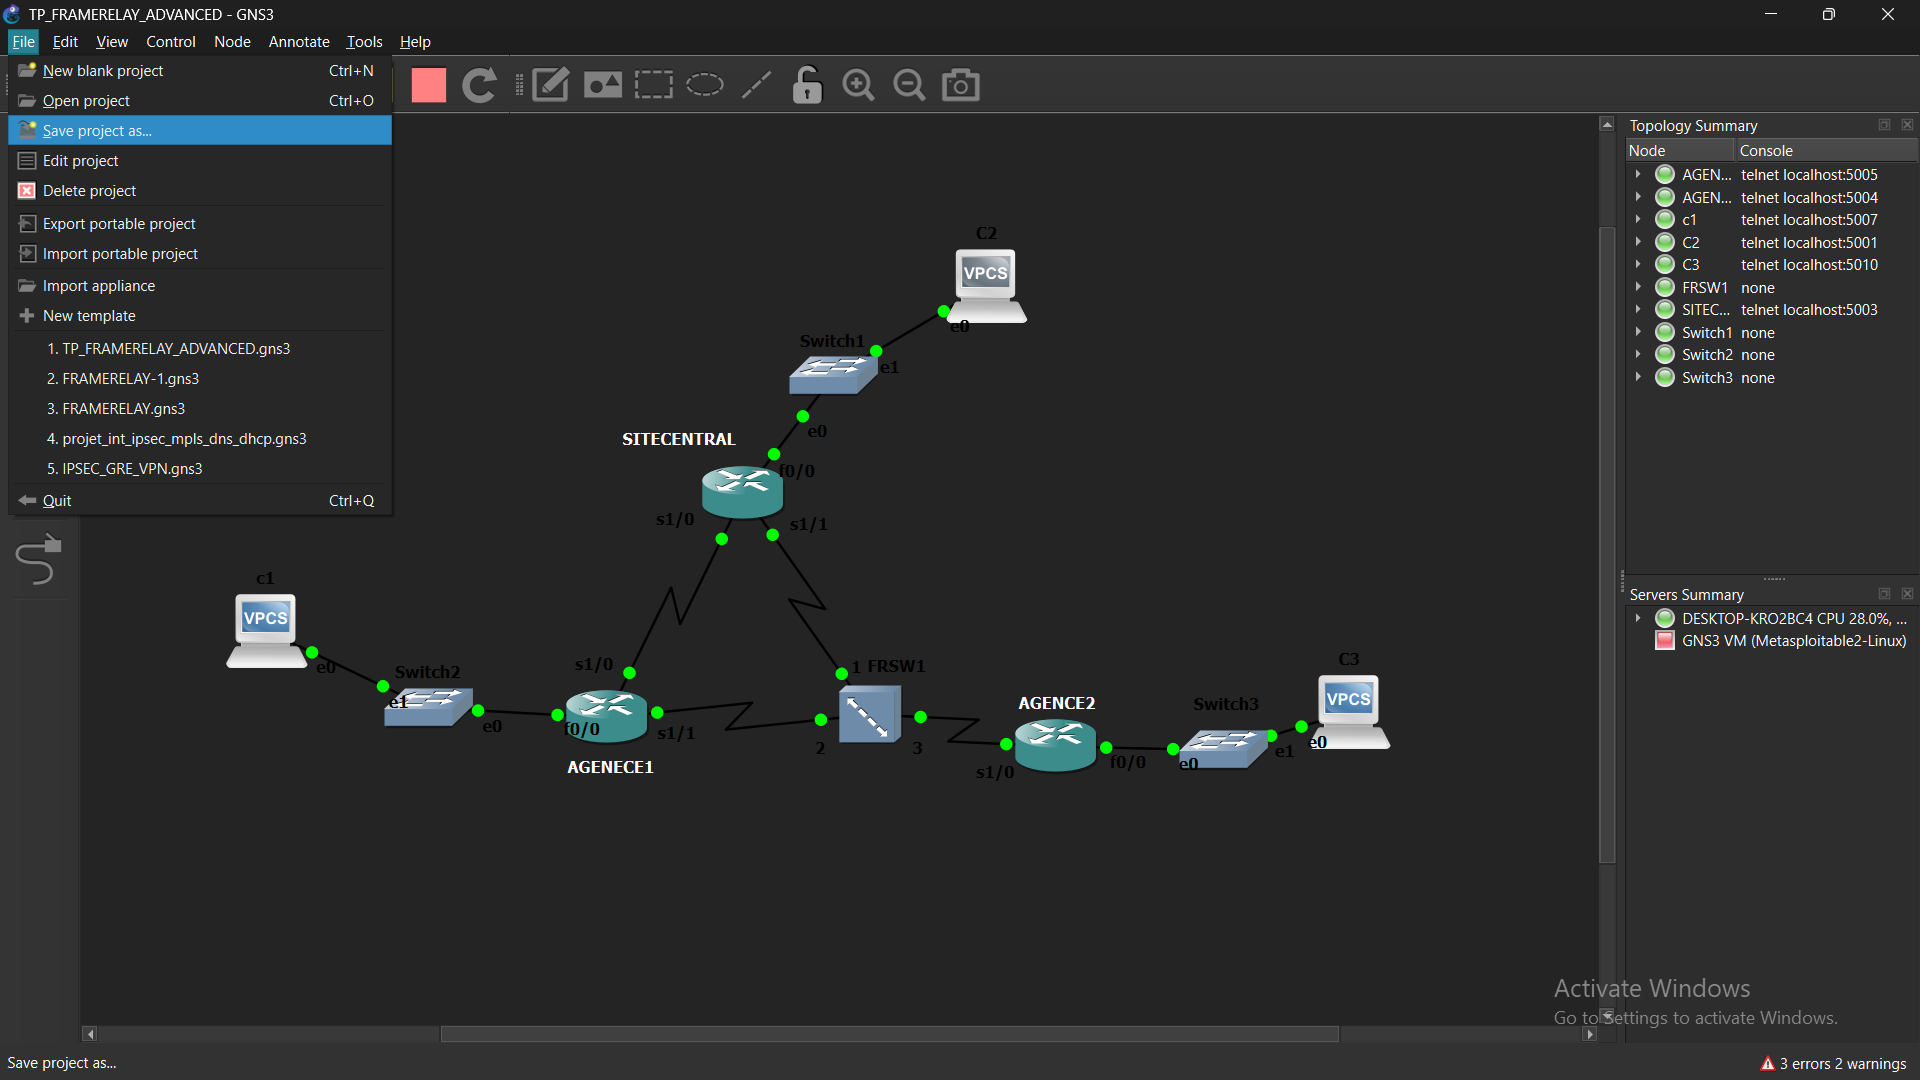 TP_FRAMERELAY_ADVANCED - GNS3
File Edit View Control Node Annotate Tools Help
New blank project Ctrl+N
Open project Ctrl+O
Save project as...
Edit project
Delete project
Export portable project
Import portable project
Import appliance
New template
1. TP_FRAMERELAY_ADVANCED.gns3
2. FRAMERELAY-1.gns3
3. FRAMERELAY.gns3
4. projet_int_ipsec_mpls_dns_dhcp.gns3
5. IPSEC_GRE_VPN.gns3
Quit Ctrl+Q
C2
VPCS
e0
Switch1
e1
e0
SITECENTRAL
f0/0
s1/0
s1/1
c1
VPCS
e0
Switch2
e1
e0
s1/0
f0/0
s1/1
AGENECE1
1 FRSW1
2
3
AGENCE2
s1/0
f0/0
Switch3
e0
e1
C3
VPCS
e0
Topology Summary
Node Console
AGEN... telnet localhost:5005
AGEN... telnet localhost:5004
c1 telnet localhost:5007
C2 telnet localhost:5001
C3 telnet localhost:5010
FRSW1 none
SITEC... telnet localhost:5003
Switch1 none
Switch2 none
Switch3 none
Servers Summary
DESKTOP-KRO2BC4 CPU 28.0%, ...
GNS3 VM (Metasploitable2-Linux)
Activate Windows
Go to Settings to activate Windows.
Save project as...
3 errors 2 warnings